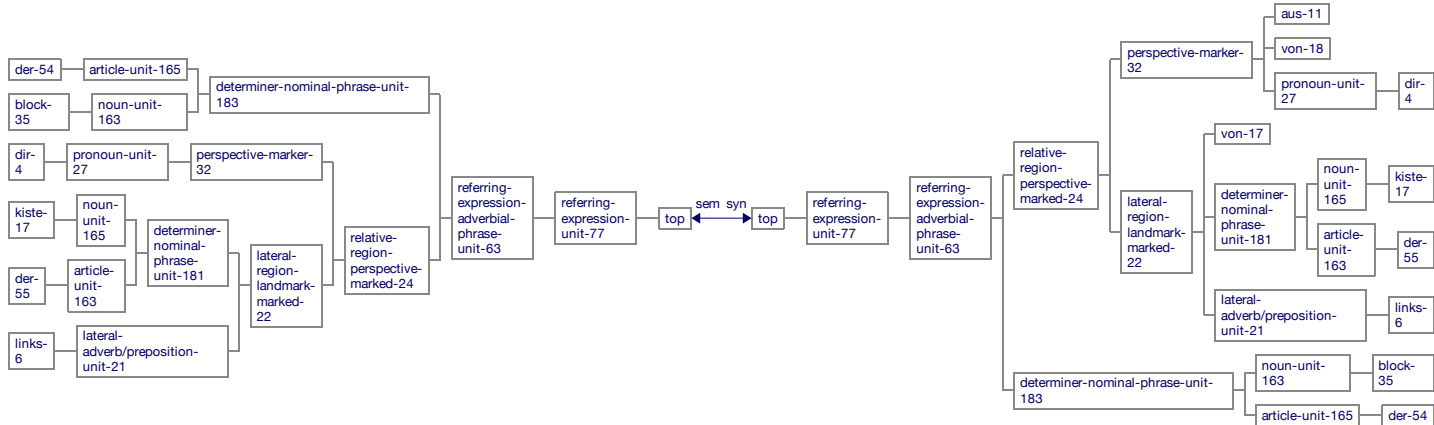 der-54
article-unit-165
block-
35
noun-unit-
163
determiner-nominal-phrase-unit-
183
dir-
4
pronoun-unit-
27
perspective-marker-
32
kiste-
17
noun-
unit-
165
der-
55
article-
unit-
163
determiner-
nominal-
phrase-
unit-181
links-
6
lateral-
adverb/preposition-
unit-21
lateral-
region-
landmark-
marked-
22
relative-
region-
perspective-
marked-24
referring-
expression-
adverbial-
phrase-
unit-63
referring-
expression-
unit-77
top
sem syn
top
referring-
expression-
unit-77
referring-
expression-
adverbial-
phrase-
unit-63
relative-
region-
perspective-
marked-24
perspective-marker-
32
aus-11
von-18
pronoun-unit-
27
dir-
4
lateral-
region-
landmark-
marked-
22
von-17
determiner-
nominal-
phrase-
unit-181
noun-
unit-
165
kiste-
17
article-
unit-
163
der-
55
lateral-
adverb/preposition-
unit-21
links-
6
determiner-nominal-phrase-unit-
183
noun-unit-
163
block-
35
article-unit-165
der-54